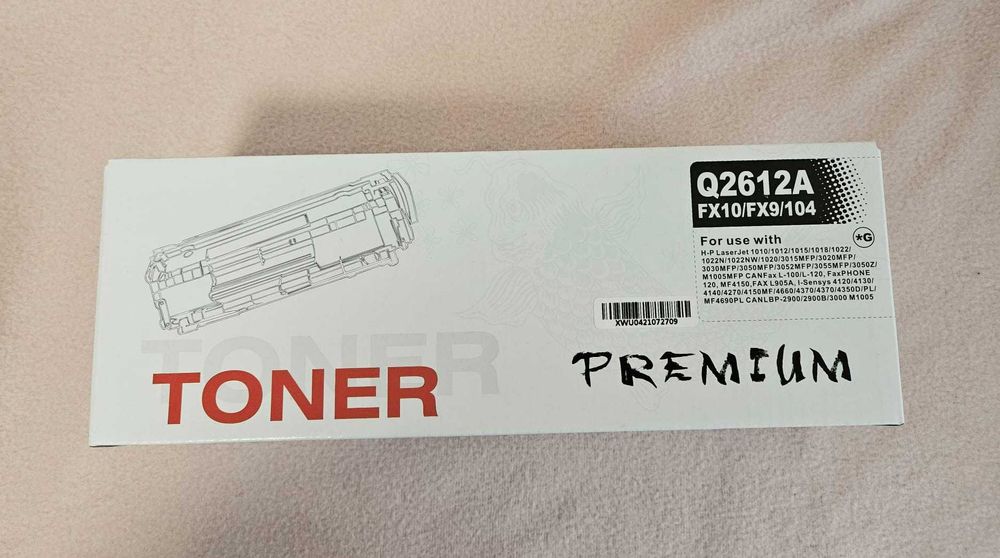 Q2612A
FX10/FX9/104
For use with
*G
H-P LaserJet 1010/1012/1015/1018/1022/
1022N/1022NW/1020/3015MFP/3020MFP/
3030MFP/3050MFP/3052MFP/3055MFP/3050Z/
M1005MFP CANFax L-100/L-120, FaxPHONE
120, MF4150,FAX L905A, I-Sensys 4120/4130/
4140/4270/4150MF/4660/4370/4370/4350D/PL/
MF4690PL CANLBP-2900/2900B/3000 M1005
XWU0421072709
TONER
TONER
PREMIUM